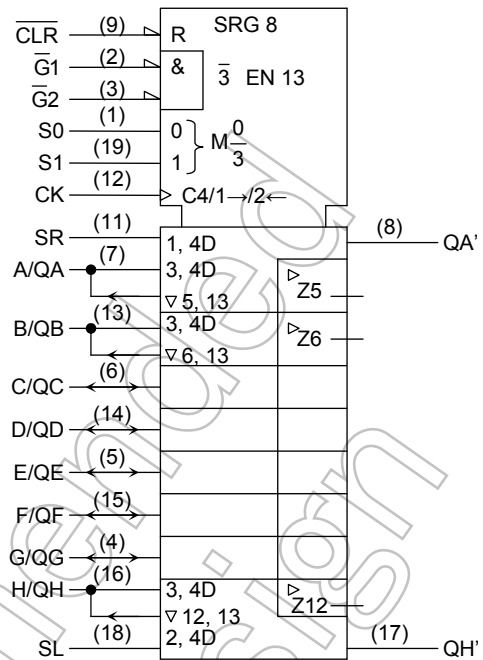 CLR (9) R SRG 8
G1 (2) & 3 EN 13
G2 (3)
S0 (1) 0 M 0/3
S1 (19) 1
CK (12) C4/1→/2←
SR (11) 1, 4D (8) QA'
A/QA (7) 3, 4D
▽ 5, 13 Z5
B/QB (13) 3, 4D Z6
▽ 6, 13
C/QC (6)
D/QD (14)
E/QE (5)
F/QF (15)
G/QG (4)
H/QH (16) 3, 4D Z12
▽ 12, 13
SL (18) 2, 4D (17) QH'